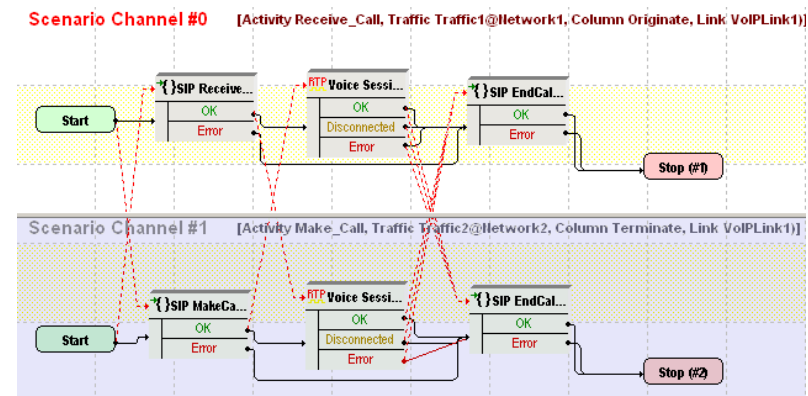 Scenario Channel #0 [Activity Receive_Call, Traffic Traffic1@Network1, Column Originate, Link VoIPLink1)]
{}SIP Receive...
OK
Error
RTP Voice Sessi...
OK
Disconnected
Error
{}SIP EndCal...
OK
Error
Start
Stop (#1)
Scenario Channel #1 [Activity Make_Call, Traffic Traffic2@Network2, Column Terminate, Link VoIPLink1)]
{}SIP MakeCa...
OK
Error
RTP Voice Sessi...
OK
Disconnected
Error
{}SIP EndCal...
OK
Error
Start
Stop (#2)